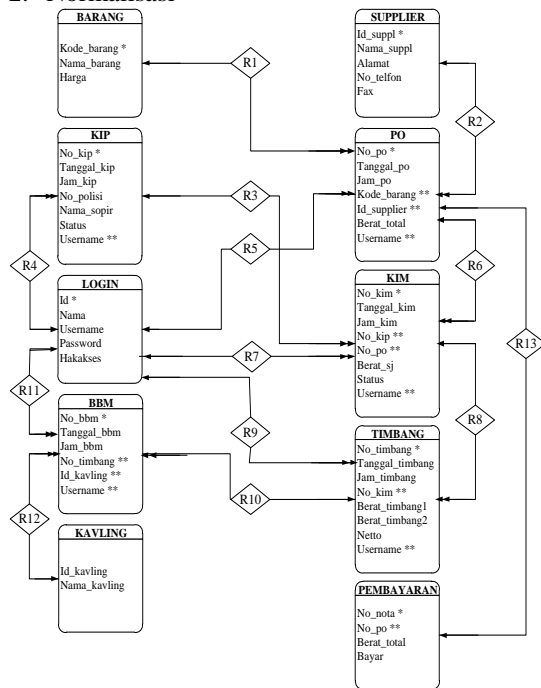 2. Normalisasi
BARANG
Kode_barang *
Nama_barang
Harga
SUPPLIER
Id_suppl *
Nama_suppl
Alamat
No_telfon
Fax
R1
R2
KIP
No_kip *
Tanggal_kip
Jam_kip
No_polisi
Nama_sopir
Status
Username **
PO
No_po *
Tanggal_po
Jam_po
Kode_barang **
Id_supplier **
Berat_total
Username **
R3
R4
R5
R6
LOGIN
Id *
Nama
Username
Password
Hakakses
KIM
No_kim *
Tanggal_kim
Jam_kim
No_kip **
No_po **
Berat_sj
Status
Username **
R7
R13
R11
BBM
No_bbm *
Tanggal_bbm
Jam_bbm
No_timbang **
Id_kavling **
Username **
R9
R8
TIMBANG
No_timbang *
Tanggal_timbang
Jam_timbang
No_kim **
Berat_timbang1
Berat_timbang2
Netto
Username **
R10
R12
KAVLING
Id_kavling
Nama_kavling
PEMBAYARAN
No_nota *
No_po **
Berat_total
Bayar